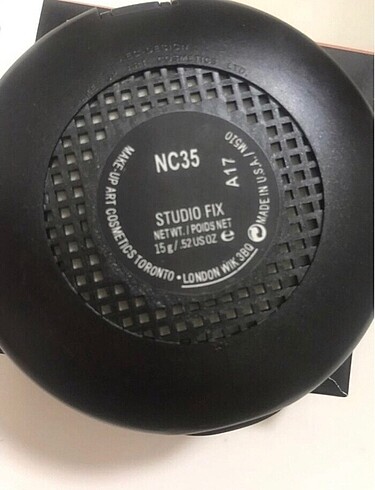 NC35
A17
STUDIO FIX
NET WT. / POIDS NET
15 g / .52 US OZ e
MAKE-UP ART COSMETICS TORONTO • LONDON W1K 3BQ
MADE IN U.S.A. / M510